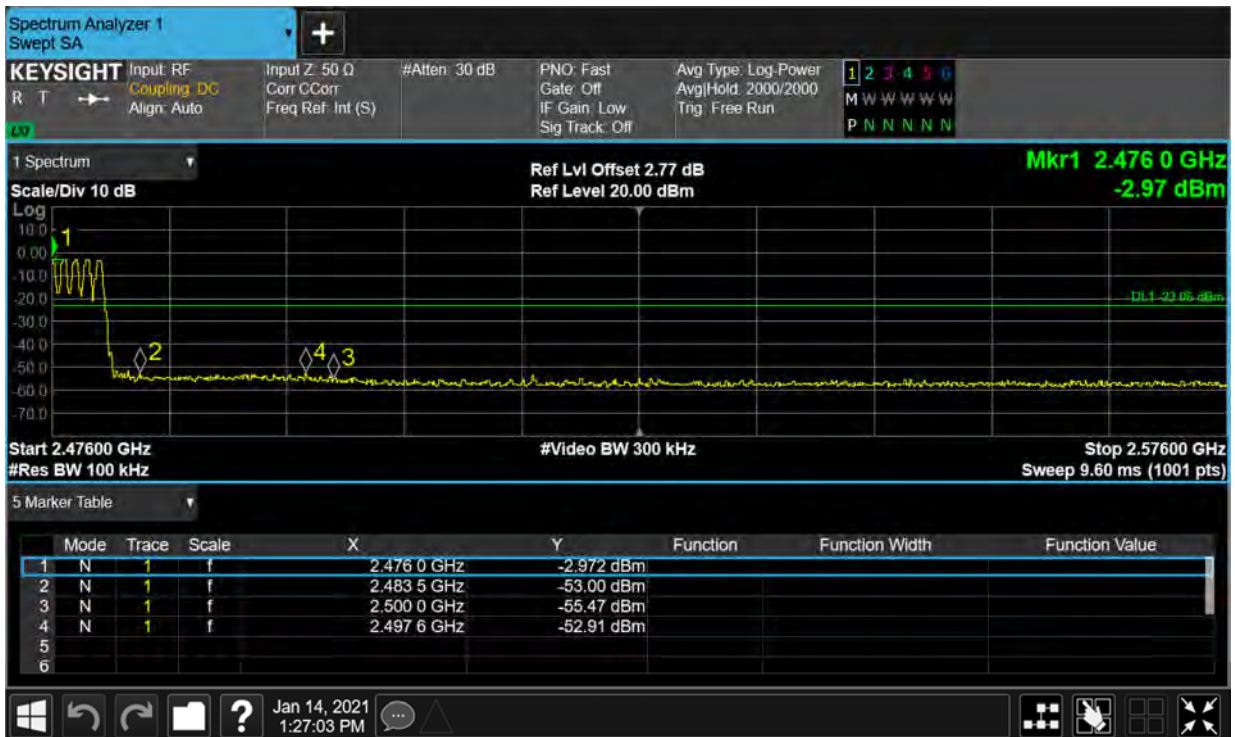 Spectrum Analyzer 1
Swept SA
+
KEYSIGHT Input: RF Input Z: 50 Ω #Atten: 30 dB PNO: Fast Avg Type: Log-Power 1 2 3 4 5 6
R T Coupling: DC Corr CCorr Gate: Off Avg|Hold: 2000/2000 M W W W W W
Align: Auto Freq Ref: Int (S) IF Gain: Low Trig: Free Run
Sig Track: Off P N N N N N
1 Spectrum Ref Lvl Offset 2.77 dB Mkr1 2.476 0 GHz
Scale/Div 10 dB Ref Level 20.00 dBm -2.97 dBm
Log
10.0
1
0.00
-10.0
-20.0 DL1 -23.06 dBm
-30.0
-40.0
2 4 3
-50.0
-60.0
-70.0
Start 2.47600 GHz #Video BW 300 kHz Stop 2.57600 GHz
#Res BW 100 kHz Sweep 9.60 ms (1001 pts)
5 Marker Table
Mode Trace Scale X Y Function Function Width Function Value
1 N 1 f 2.476 0 GHz -2.972 dBm
2 N 1 f 2.483 5 GHz -53.00 dBm
3 N 1 f 2.500 0 GHz -55.47 dBm
4 N 1 f 2.497 6 GHz -52.91 dBm
5
6
? Jan 14, 2021
1:27:03 PM